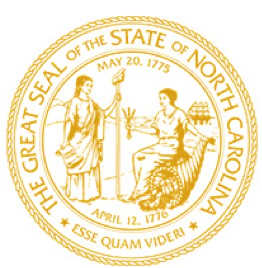 THE GREAT SEAL OF THE STATE OF NORTH CAROLINA
MAY 20, 1775
APRIL 12, 1776
★ ESSE QUAM VIDERI ★